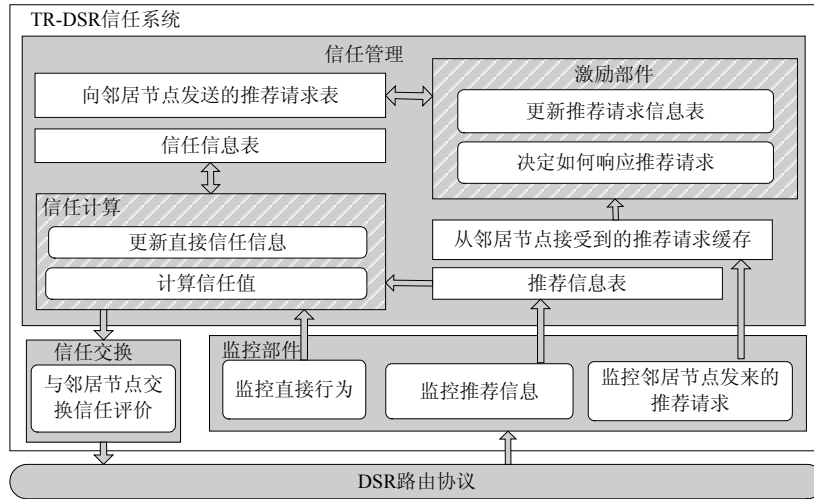 TR-DSR信任系统
信任管理
向邻居节点发送的推荐请求表
激励部件
更新推荐请求信息表
信任信息表
决定如何响应推荐请求
信任计算
更新直接信任信息
从邻居节点接受到的推荐请求缓存
计算信任值
推荐信息表
信任交换
与邻居节点交
换信任评价
监控部件
监控直接行为
监控推荐信息
监控邻居节点发来的
推荐请求
DSR路由协议